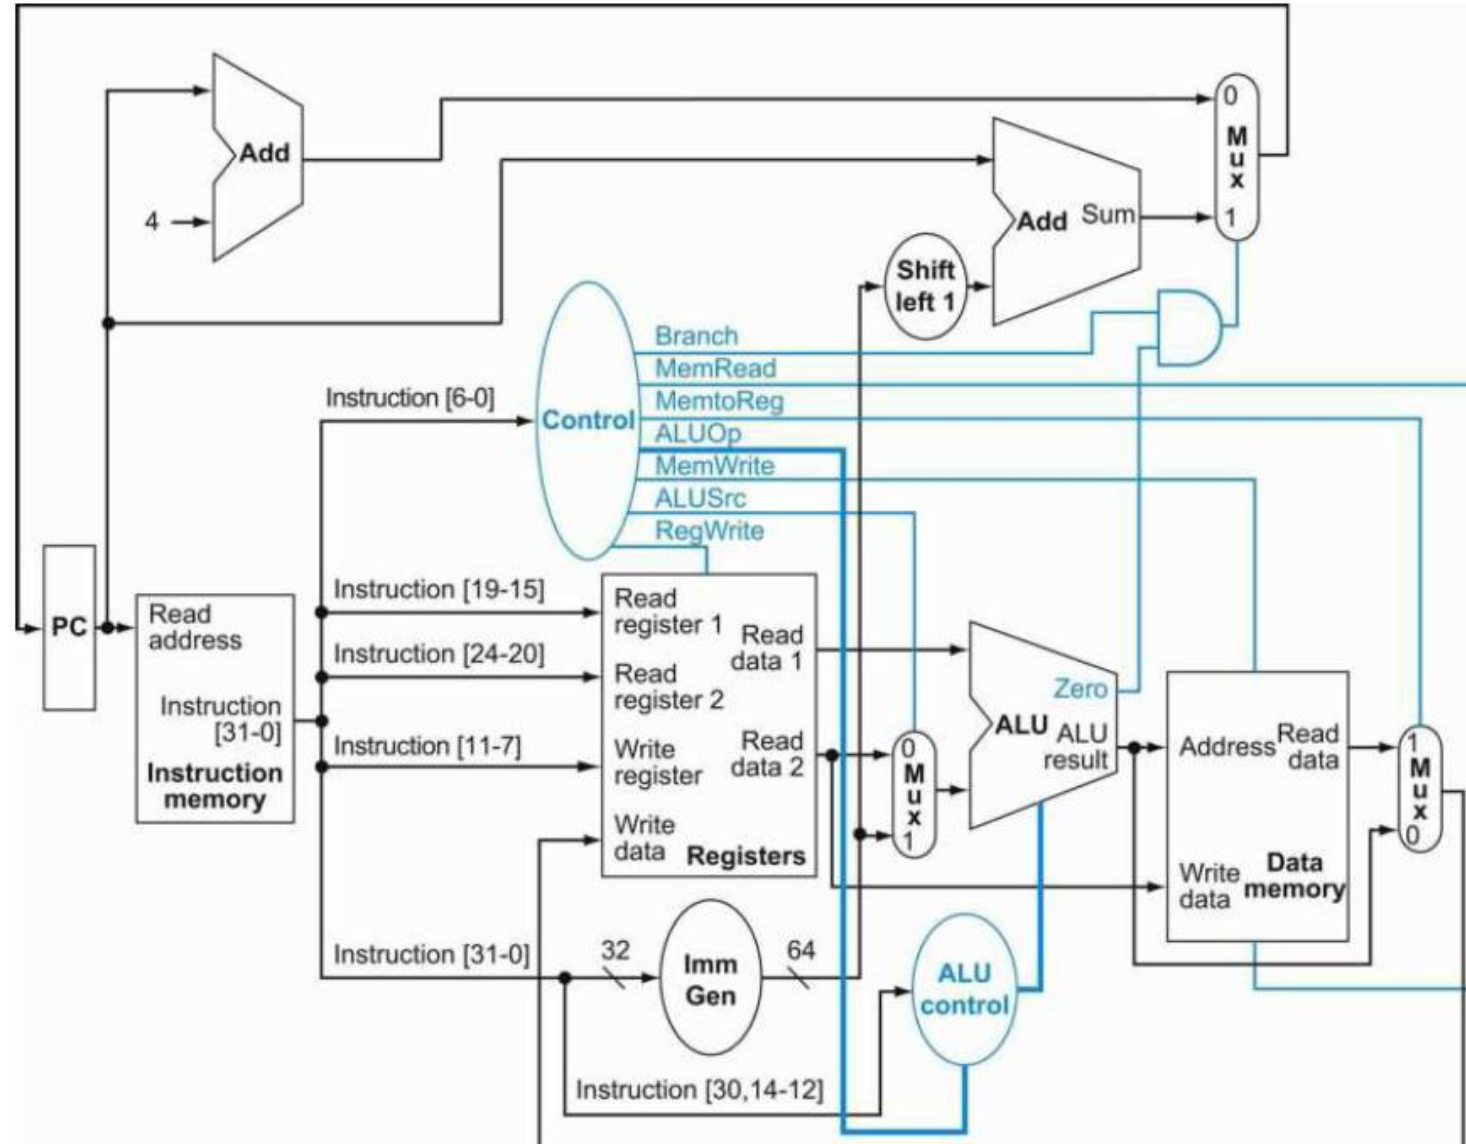 0
M
u
x
1
Add
4
Add Sum
Shift
left 1
Branch
MemRead
MemtoReg
ALUOp
MemWrite
ALUSrc
RegWrite
Control
Instruction [6-0]
PC
Read
address
Instruction
[31-0]
Instruction
memory
Instruction [19-15]
Instruction [24-20]
Instruction [11-7]
Instruction [31-0]
Read
register 1
Read
register 2
Write
register
Write
data
Read
data 1
Read
data 2
Registers
0
M
u
x
1
Zero
ALU
ALU
result
Address
Read
data
Write
data
Data
memory
1
M
u
x
0
32
Imm
Gen
64
ALU
control
Instruction [30,14-12]